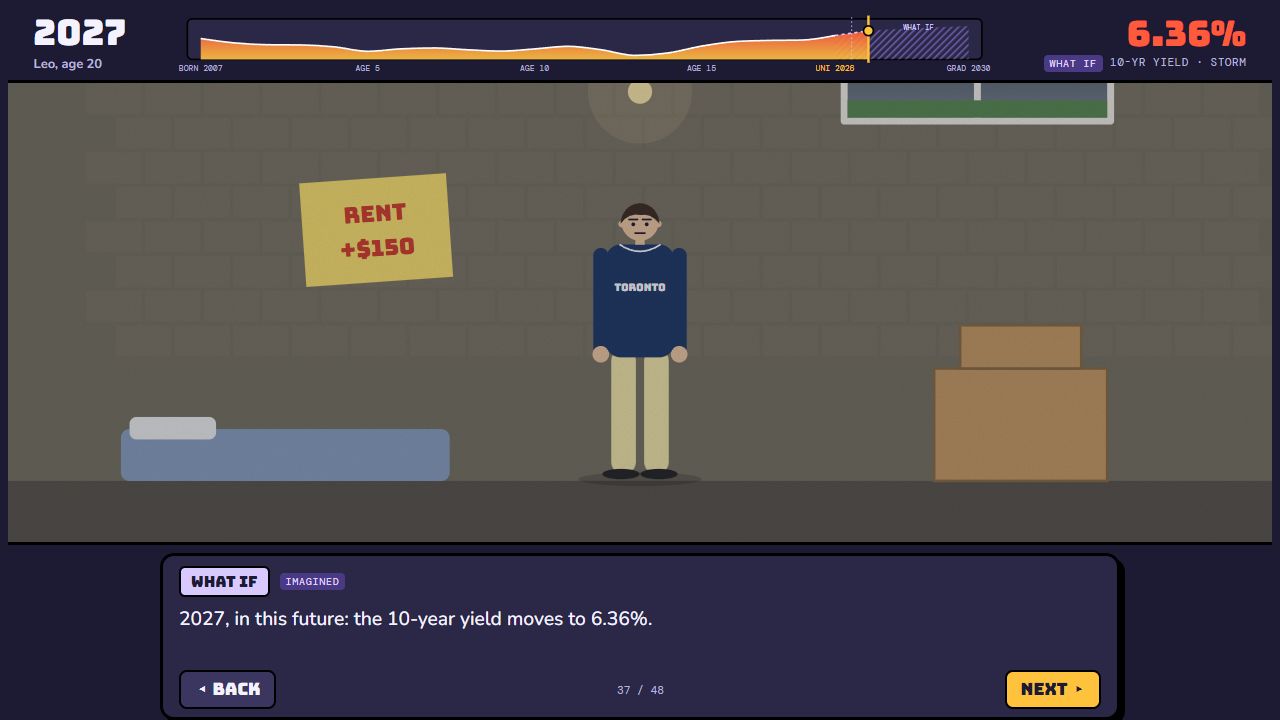 2027
Leo, age 20
WHAT IF
BORN 2007
AGE 5
AGE 10
AGE 15
UNI 2026
GRAD 2030
6.36%
WHAT IF 10-YR YIELD · STORM
RENT
+$150
TORONTO
WHAT IF IMAGINED
2027, in this future: the 10-year yield moves to 6.36%.
◂ BACK
37 / 48
NEXT ▸